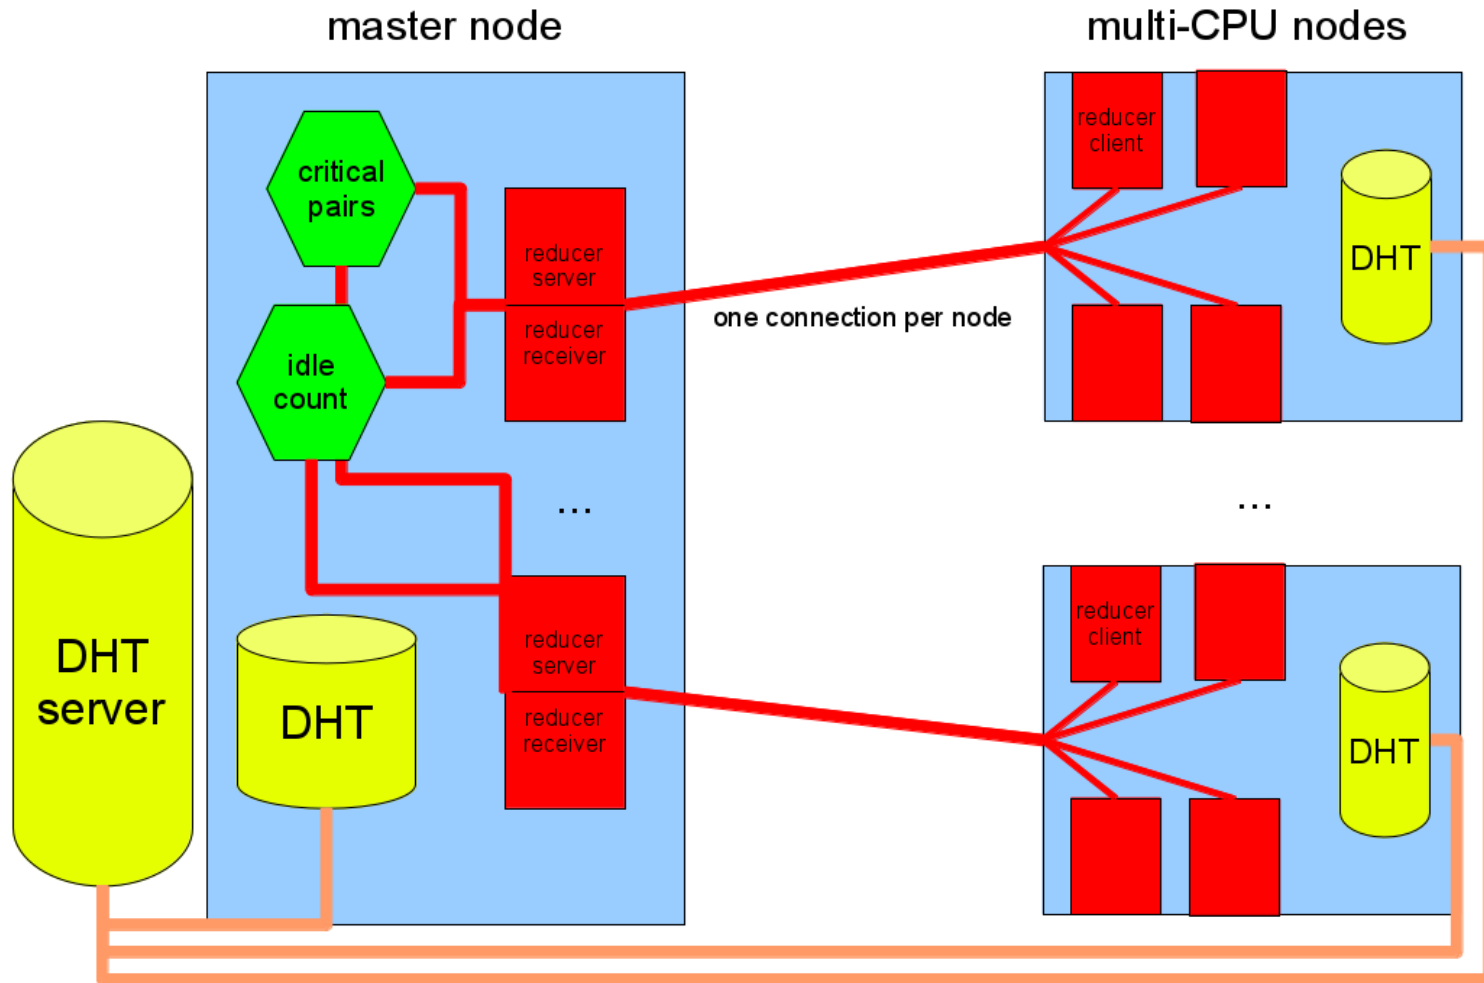 master node
multi-CPU nodes
critical
pairs
reducer
server
reducer
receiver
idle
count
one connection per node
reducer
client
DHT
...
...
DHT
server
DHT
reducer
server
reducer
receiver
reducer
client
DHT